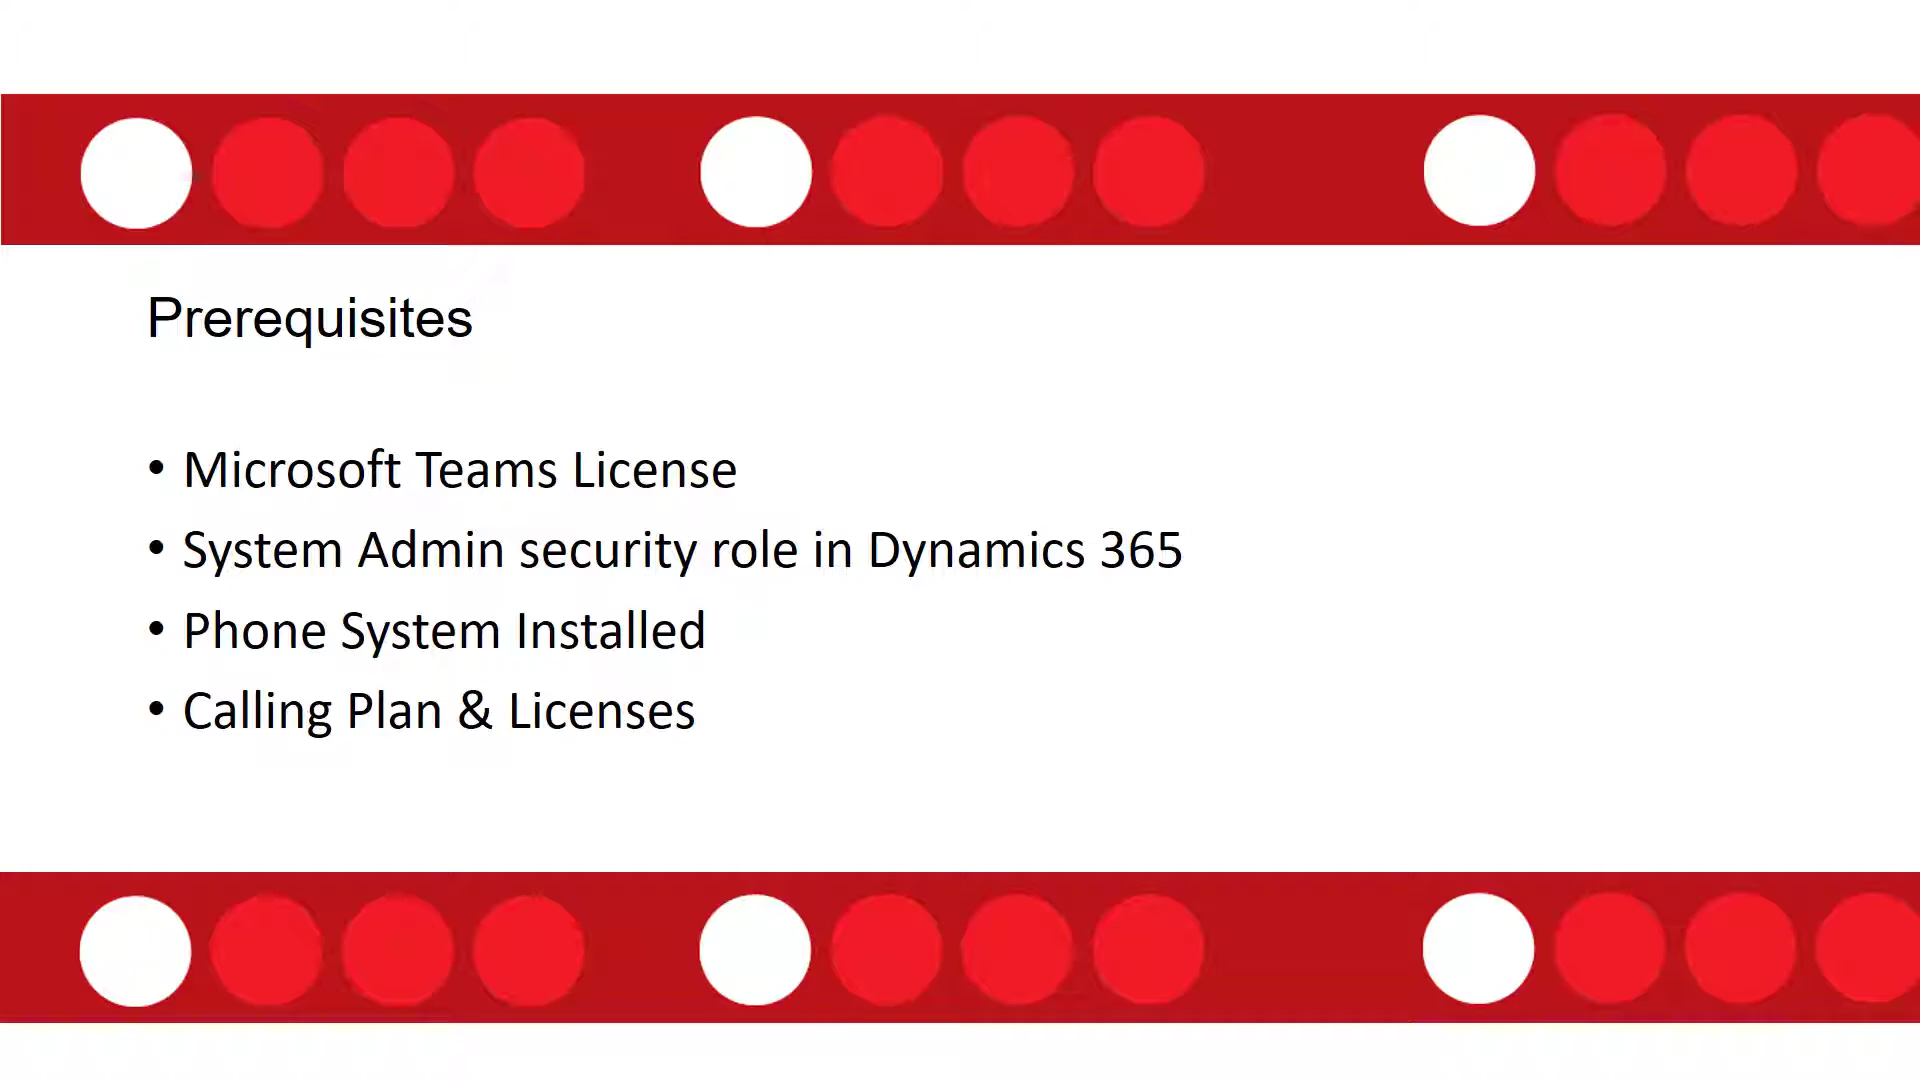 Prerequisites
• Microsoft Teams License
• System Admin security role in Dynamics 365
• Phone System Installed
• Calling Plan & Licenses